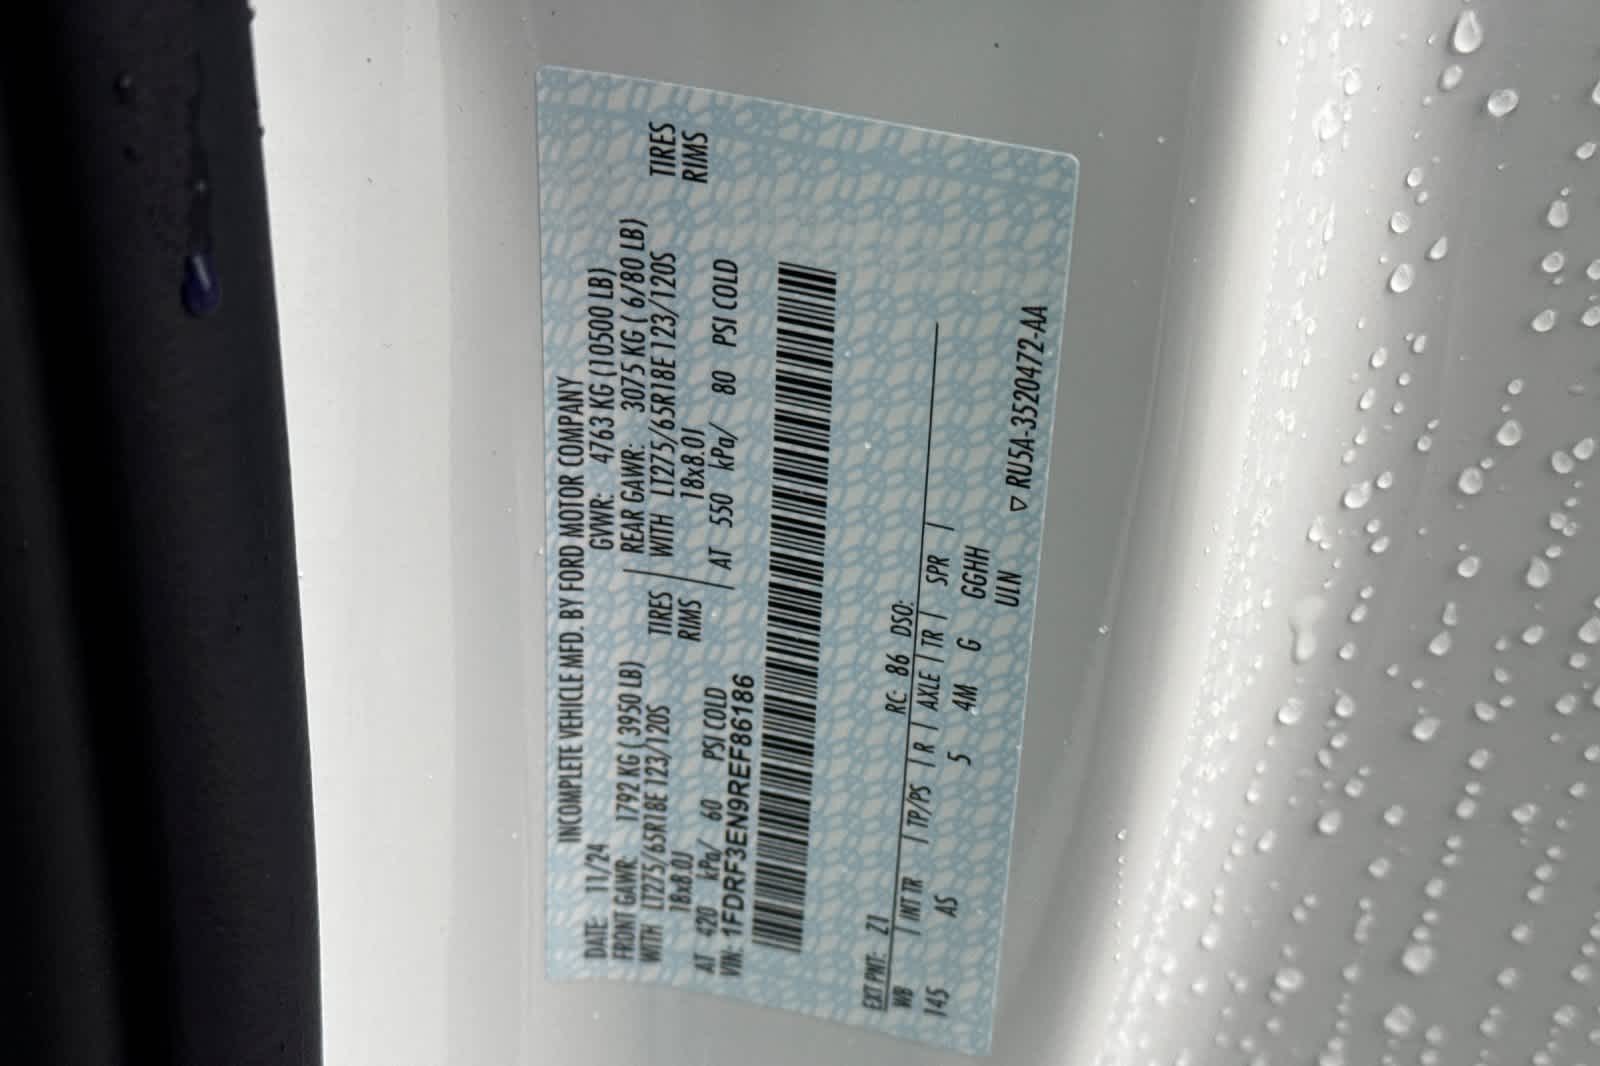 INCOMPLETE VEHICLE MFD. BY FORD MOTOR COMPANY
DATE: 11/24 GVWR: 4763 KG (10500 LB)
FRONT GAWR: 1792 KG (3950 LB) REAR GAWR: 3075 KG (6780 LB)
WITH LT275/65R18E 123/120S TIRES WITH LT275/65R18E 123/120S TIRES
18x8.0J RIMS 18x8.0J RIMS
AT 420 kPa/ 60 PSI COLD AT 550 kPa/ 80 PSI COLD
VIN: 1FDRF3EN9REF86186
EXT PNT: Z1 RC: 86 DSO:
WB INT TR TP/PS R AXLE TR SPR
145 AS 5 4M G GGHH
ULN
▽ RU5A-3520472-AA